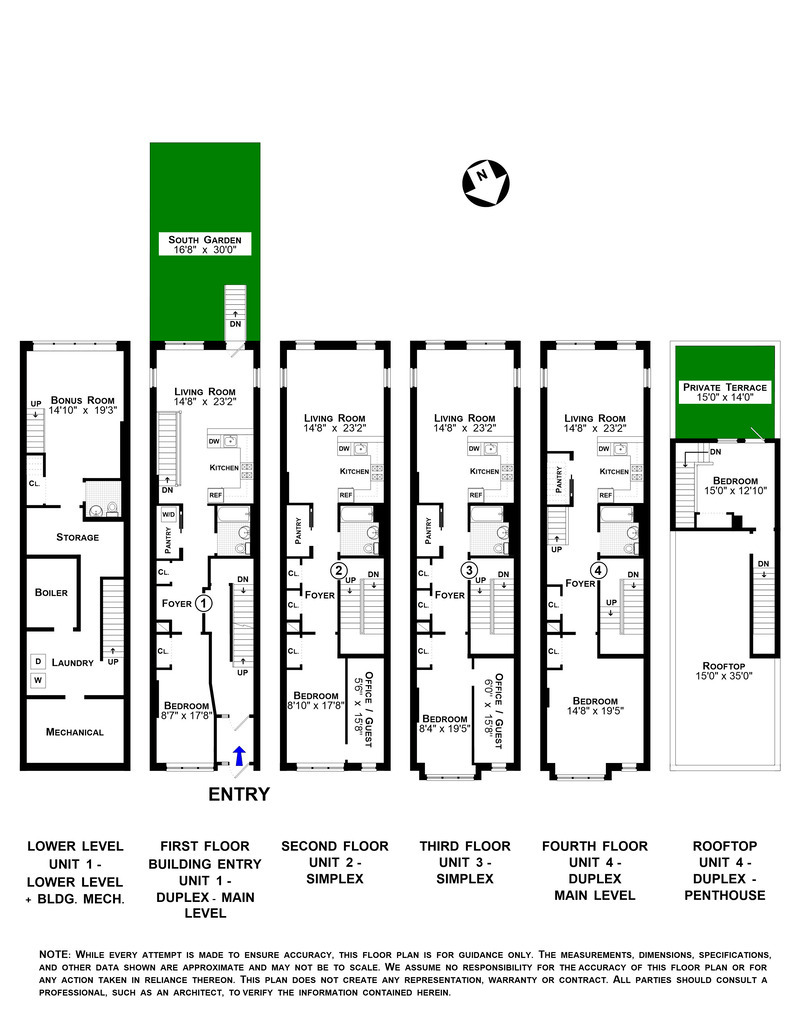 N
SOUTH GARDEN
16'8" x 30'0"
DN
BONUS ROOM
14'10" x 19'3"
UP
CL.
STORAGE
BOILER
LAUNDRY
D
W
UP
MECHANICAL
LIVING ROOM
14'8" x 23'2"
DW
KITCHEN
REF
DN
W/D
PANTRY
CL.
FOYER
1
DN
CL.
UP
BEDROOM
8'7" x 17'8"
ENTRY
LIVING ROOM
14'8" x 23'2"
DW
KITCHEN
REF
PANTRY
2
CL.
UP
DN
FOYER
CL.
CL.
BEDROOM
8'10" x 17'8"
OFFICE / GUEST
5'6" x 15'8"
LIVING ROOM
14'8" x 23'2"
DW
KITCHEN
REF
PANTRY
3
CL.
UP
DN
FOYER
CL.
CL.
BEDROOM
8'4" x 19'5"
OFFICE / GUEST
6'0" x 15'8"
LIVING ROOM
14'8" x 23'2"
DW
KITCHEN
PANTRY
REF
UP
4
FOYER
DN
UP
CL.
CL.
BEDROOM
14'8" x 19'5"
PRIVATE TERRACE
15'0" x 14'0"
DN
BEDROOM
15'0" x 12'10"
DN
ROOFTOP
15'0" x 35'0"
LOWER LEVEL
UNIT 1 -
LOWER LEVEL
+ BLDG. MECH.
FIRST FLOOR
BUILDING ENTRY
UNIT 1 -
DUPLEX - MAIN
LEVEL
SECOND FLOOR
UNIT 2 -
SIMPLEX
THIRD FLOOR
UNIT 3 -
SIMPLEX
FOURTH FLOOR
UNIT 4 -
DUPLEX
MAIN LEVEL
ROOFTOP
UNIT 4 -
DUPLEX -
PENTHOUSE
NOTE: WHILE EVERY ATTEMPT IS MADE TO ENSURE ACCURACY, THIS FLOOR PLAN IS FOR GUIDANCE ONLY. THE MEASUREMENTS, DIMENSIONS, SPECIFICATIONS,
AND OTHER DATA SHOWN ARE APPROXIMATE AND MAY NOT BE TO SCALE. WE ASSUME NO RESPONSIBILITY FOR THE ACCURACY OF THIS FLOOR PLAN OR FOR
ANY ACTION TAKEN IN RELIANCE THEREON. THIS PLAN DOES NOT CREATE ANY REPRESENTATION, WARRANTY OR CONTRACT. ALL PARTIES SHOULD CONSULT A
PROFESSIONAL, SUCH AS AN ARCHITECT, TO VERIFY THE INFORMATION CONTAINED HEREIN.